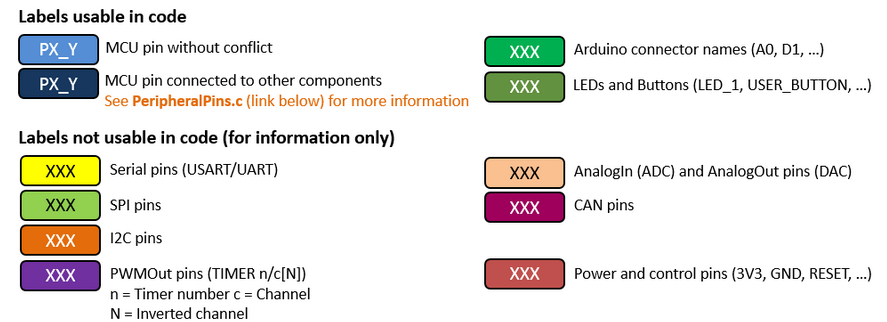 Labels usable in code
PX_Y MCU pin without conflict
XXX Arduino connector names (A0, D1, ...)
PX_Y MCU pin connected to other components
See PeripheralPins.c (link below) for more information
XXX LEDs and Buttons (LED_1, USER_BUTTON, ...)
Labels not usable in code (for information only)
XXX Serial pins (USART/UART)
XXX AnalogIn (ADC) and AnalogOut pins (DAC)
XXX SPI pins
XXX CAN pins
XXX I2C pins
XXX PWMOut pins (TIMER n/c[N])
n = Timer number c = Channel
N = Inverted channel
XXX Power and control pins (3V3, GND, RESET, ...)